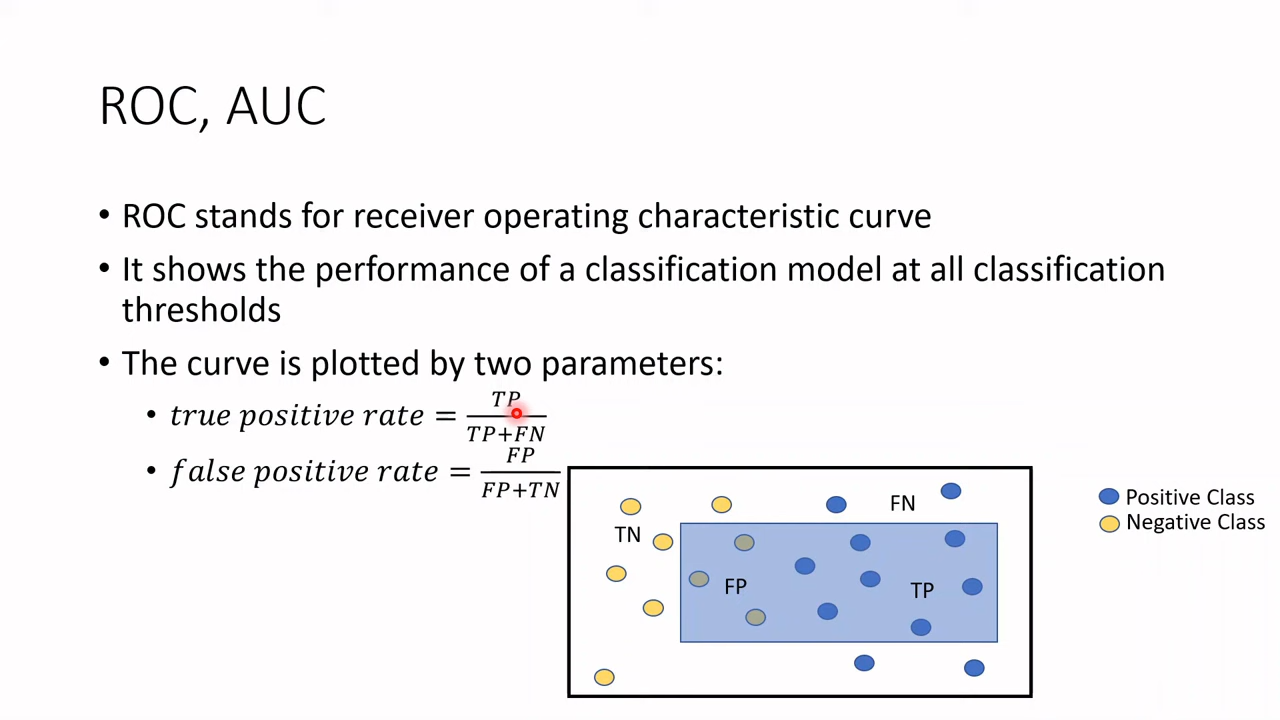 ROC, AUC
• ROC stands for receiver operating characteristic curve
• It shows the performance of a classification model at all classification
thresholds
• The curve is plotted by two parameters:
• true positive rate = TP / TP+FN
• false positive rate = FP / FP+TN
TN
FN
FP
TP
Positive Class
Negative Class